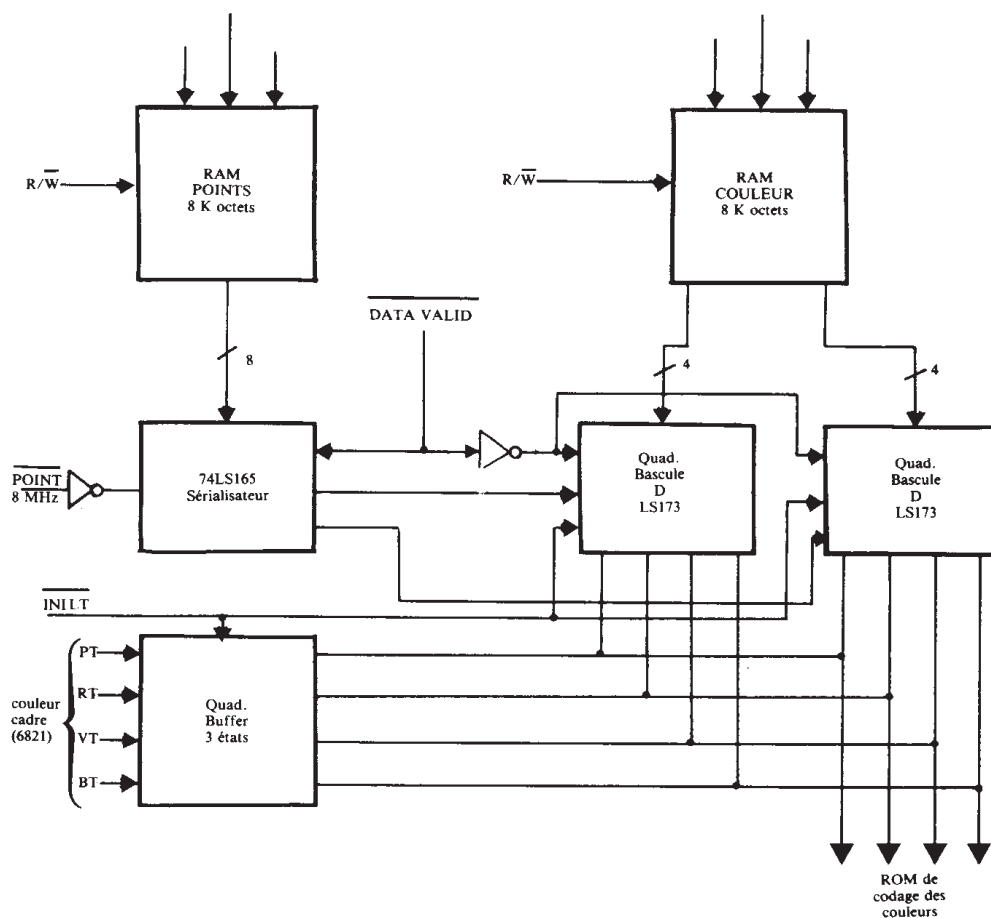 RAM
POINTS
8 K octets
R/W
RAM
COULEUR
8 K octets
R/W
DATA VALID
8
4
4
POINT
8 MHz
74LS165
Sérialisateur
Quad.
Bascule
D
LS173
Quad.
Bascule
D
LS173
INILT
couleur
cadre
(6821)
PT
RT
VT
BT
Quad.
Buffer
3 états
ROM de
codage des
couleurs